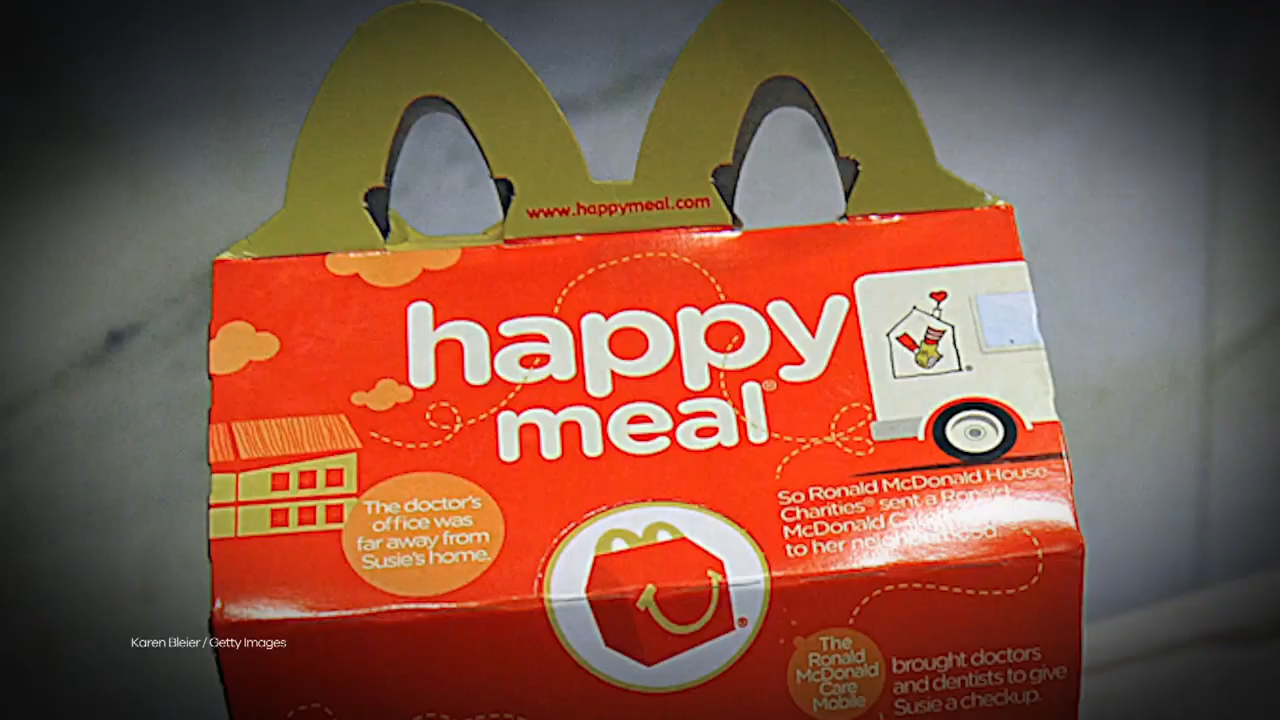 www.happymeal.com
happy
meal®
The doctor's
office was
far away from
Susie's home.
So Ronald McDonald House
Charities® sent a Ronald
McDonald
to her
Karen Bleier / Getty Images
The
Ronald
McDonald
Care
Mobile
brought doctors
and dentists to give
Susie a checkup.